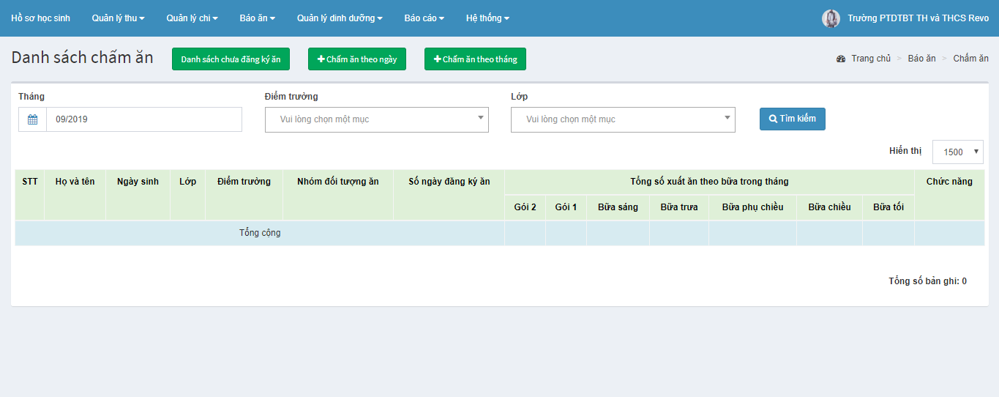 Hồ sơ học sinh Quản lý thu Quản lý chi Báo ăn Quản lý dinh dưỡng Báo cáo Hệ thống Trường PTDTBT TH và THCS Revo
Danh sách chấm ăn Danh sách chưa đăng ký ăn Chấm ăn theo ngày Chấm ăn theo tháng Trang chủ > Báo ăn > Chấm ăn
Tháng Điểm trường Lớp
09/2019 Vui lòng chọn một mục Vui lòng chọn một mục Tìm kiếm
Hiển thị 1500
STT Họ và tên Ngày sinh Lớp Điểm trường Nhóm đối tượng ăn Số ngày đăng ký ăn Tổng số xuất ăn theo bữa trong tháng Chức năng
Gói 2 Gói 1 Bữa sáng Bữa trưa Bữa phụ chiều Bữa chiều Bữa tối
Tổng cộng
Tổng số bản ghi: 0